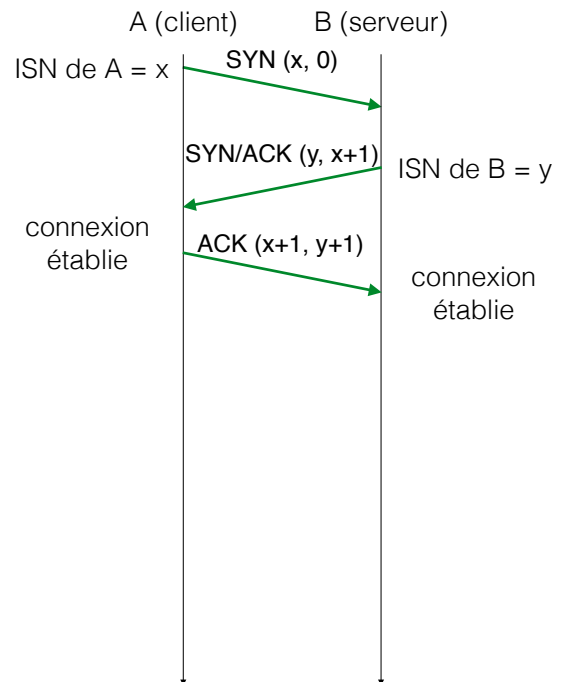 A (client) B (serveur)
SYN (x, 0)
ISN de A = x
SYN/ACK (y, x+1)
ISN de B = y
connexion
établie
ACK (x+1, y+1)
connexion
établie